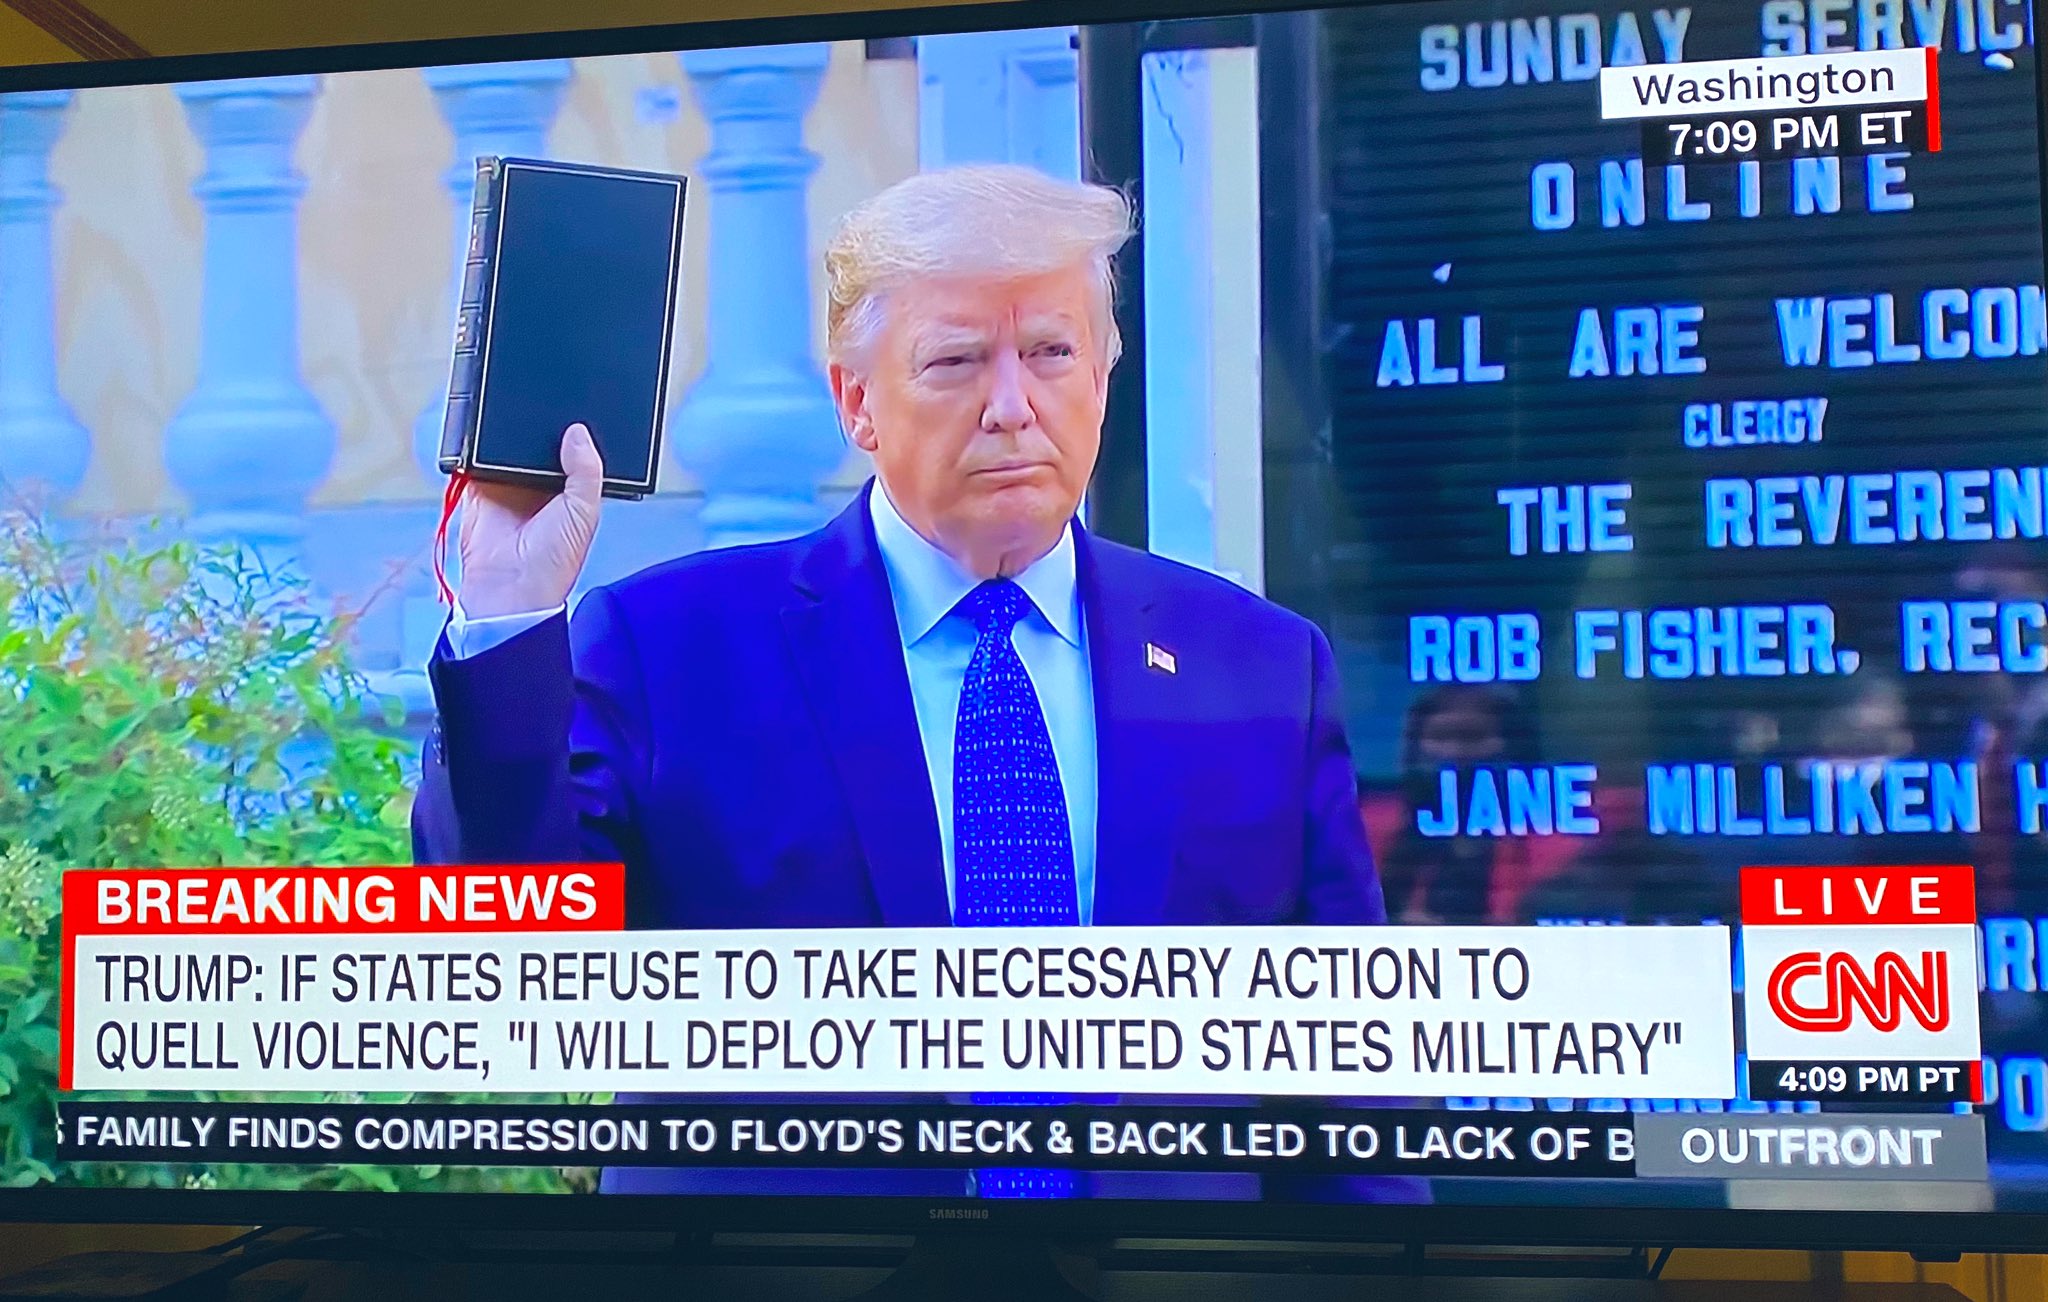 SUNDAY SERVIC
Washington
7:09 PM ET
ONLINE
ALL ARE WELCOM
CLERGY
THE REVEREN
ROB FISHER. REC
JANE MILLIKEN H
BREAKING NEWS
TRUMP: IF STATES REFUSE TO TAKE NECESSARY ACTION TO
QUELL VIOLENCE, "I WILL DEPLOY THE UNITED STATES MILITARY"
LIVE
CNN
4:09 PM PT
FAMILY FINDS COMPRESSION TO FLOYD'S NECK & BACK LED TO LACK OF B
OUTFRONT
SAMSUNG